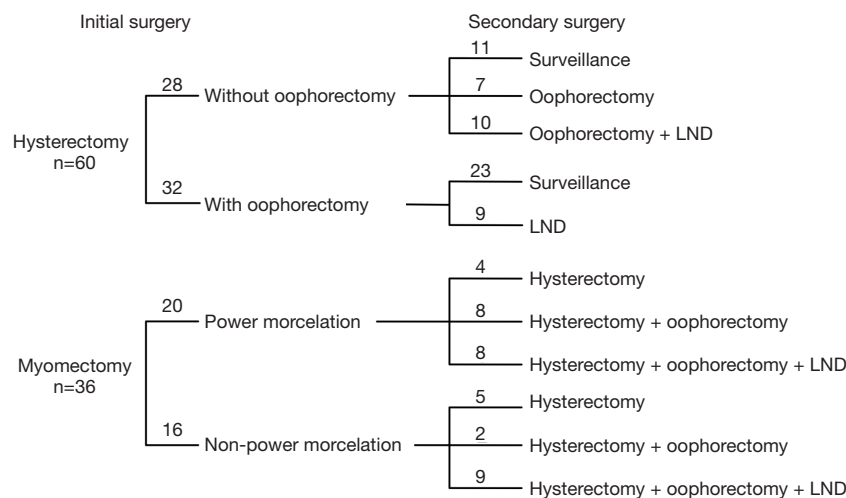 Initial surgery
Secondary surgery
Hysterectomy
n=60
28
Without oophorectomy
11
Surveillance
7
Oophorectomy
10
Oophorectomy + LND
32
With oophorectomy
23
Surveillance
9
LND
Myomectomy
n=36
20
Power morcelation
4
Hysterectomy
8
Hysterectomy + oophorectomy
8
Hysterectomy + oophorectomy + LND
16
Non-power morcelation
5
Hysterectomy
2
Hysterectomy + oophorectomy
9
Hysterectomy + oophorectomy + LND